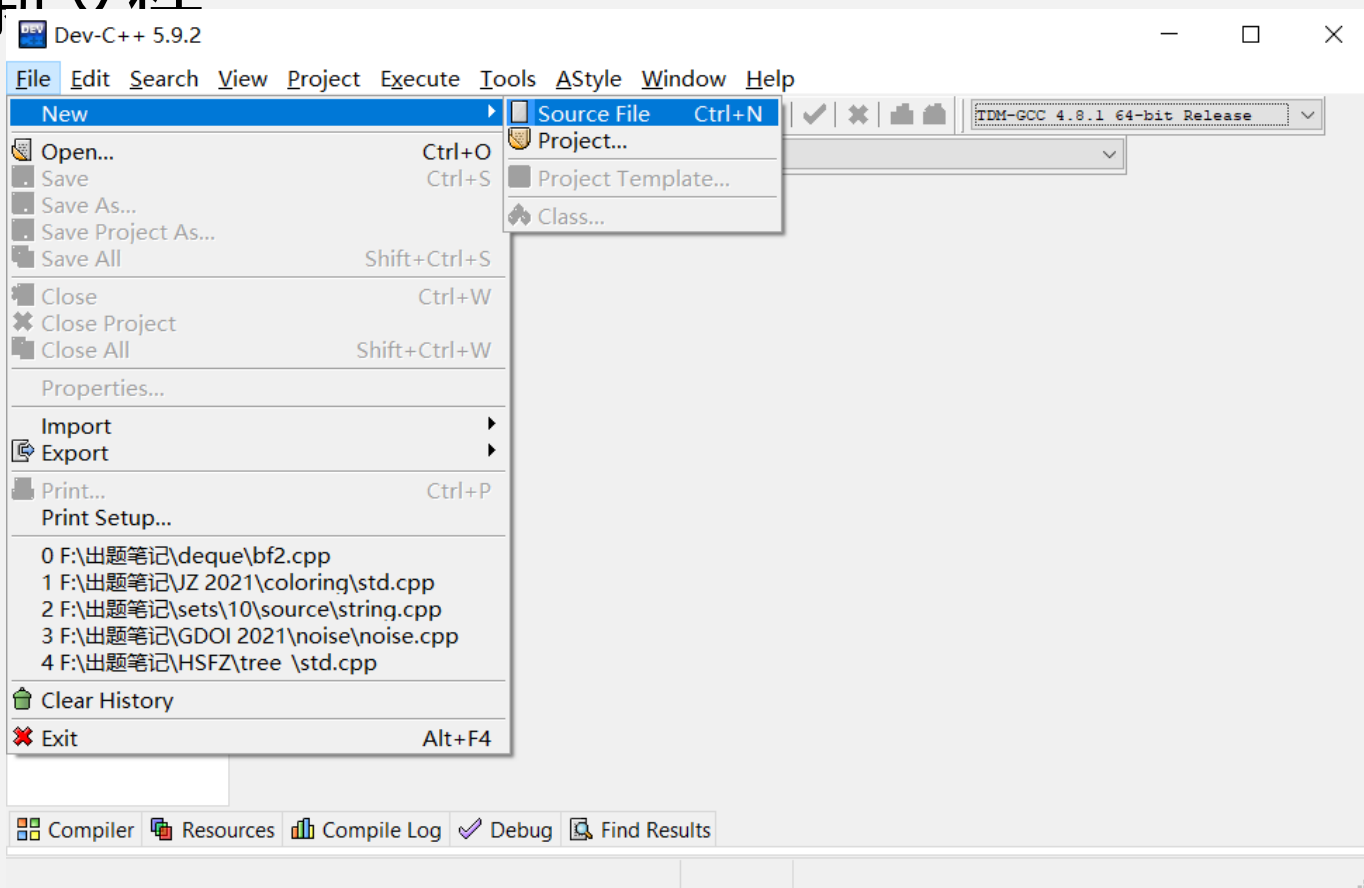 Dev-C++ 5.9.2
File Edit Search View Project Execute Tools AStyle Window Help
New
Source File Ctrl+N
TDM-GCC 4.8.1 64-bit Release
Project...
Project Template...
Class...
Open... Ctrl+O
Save Ctrl+S
Save As...
Save Project As...
Save All Shift+Ctrl+S
Close Ctrl+W
Close Project
Close All Shift+Ctrl+W
Properties...
Import
Export
Print... Ctrl+P
Print Setup...
0 F:\出题笔记\deque\bf2.cpp
1 F:\出题笔记\JZ 2021\coloring\std.cpp
2 F:\出题笔记\sets\10\source\string.cpp
3 F:\出题笔记\GDOI 2021\noise\noise.cpp
4 F:\出题笔记\HSFZ\tree \std.cpp
Clear History
Exit Alt+F4
Compiler Resources Compile Log Debug Find Results